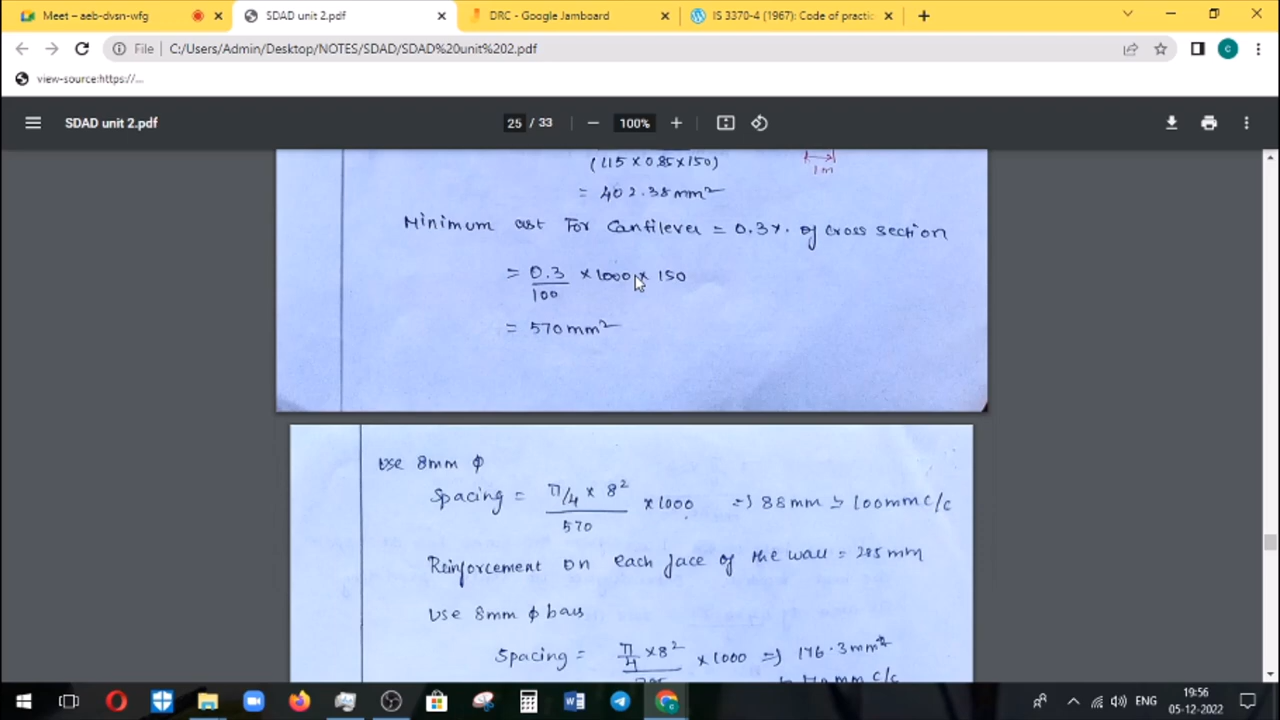 Meet – aeb-dvsn-wfg
SDAD unit 2.pdf
DRC - Google Jamboard
IS 3370-4 (1967): Code of practic
File
C:/Users/Admin/Desktop/NOTES/SDAD/SDAD%20unit%202.pdf
view-source:https://...
SDAD unit 2.pdf
25 / 33
100%
(115 x 0.85 x 150)
1m
= 402.38 mm²
Minimum ast For Cantilever = 0.3%. of cross section
= 0.3/100 x 1000 x 150
= 570 mm²
Use 8mm ϕ
Spacing = π/4 x 8² / 570 x 1000 => 88mm > 100mm c/c
Reinforcement on each face of the wall = 285 mm
Use 8mm ϕ bars
Spacing = π/4 x 8² x 1000 => 176.3 mm²
mm c/c
ENG
19:56
05-12-2022